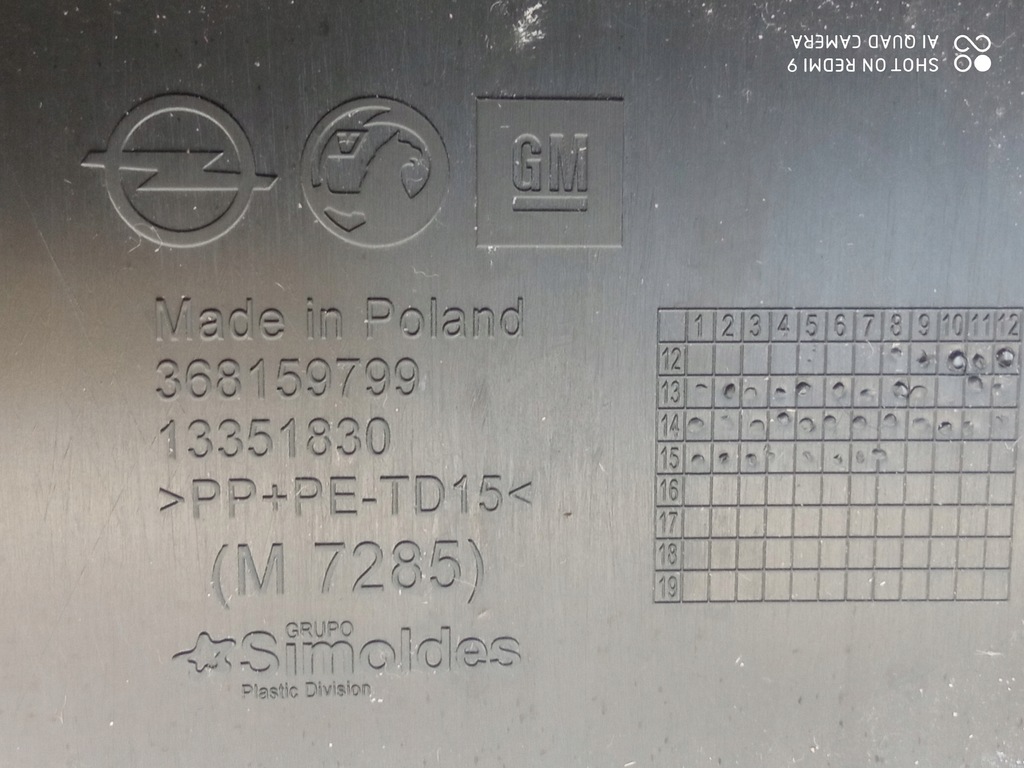 SHOT ON REDMI 9
AI QUAD CAMERA
GM
Made in Poland
368159799
13351830
>PP+PE-TD15<
(M 7285)
GRUPO
Simoldes
Plastic Division
1 2 3 4 5 6 7 8 9 10 11 12
12
13
14
15
16
17
18
19